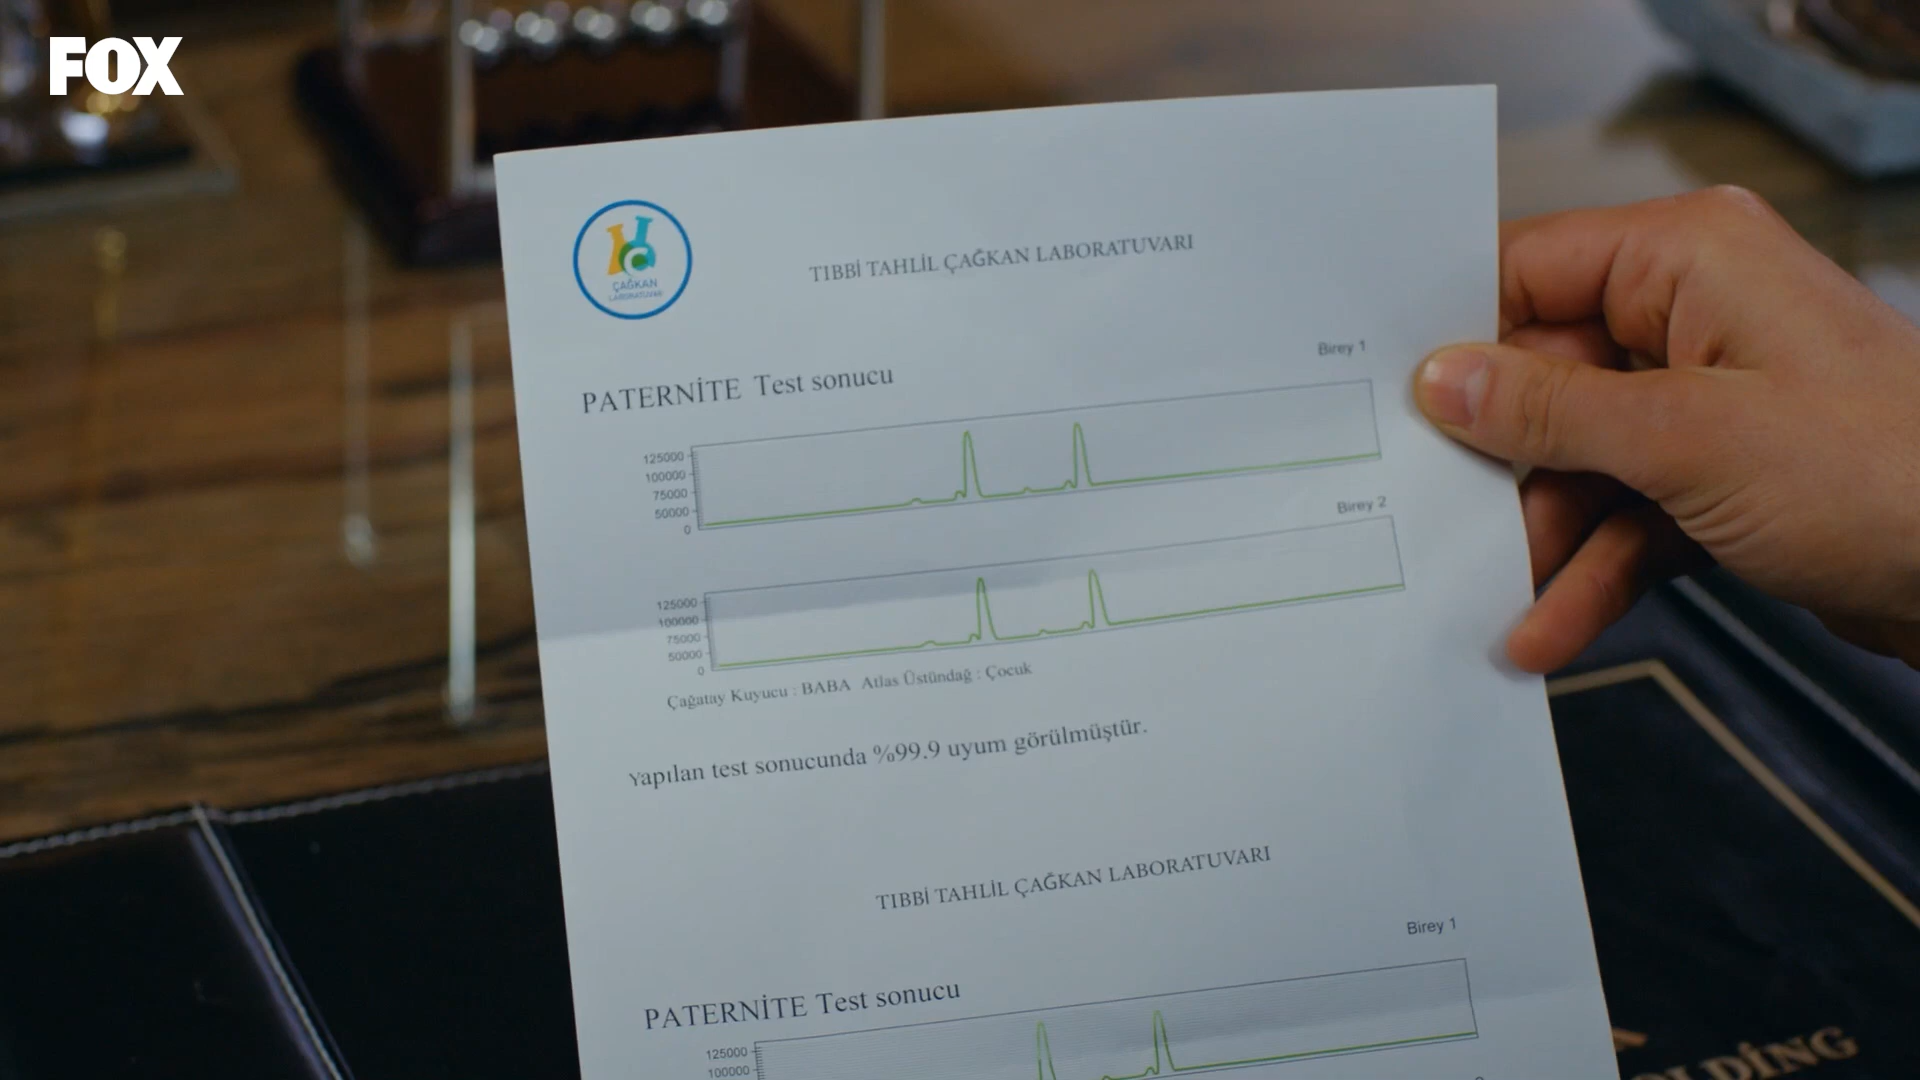 FOX
ÇAĞKAN
LABORATUVARI
TIBBİ TAHLİL ÇAĞKAN LABORATUVARI
Birey 1
PATERNİTE Test sonucu
125000
100000
75000
50000
0
Birey 2
125000
100000
75000
50000
0
Çağatay Kuyucu : BABA Atlas Üstündağ : Çocuk
Yapılan test sonucunda %99.9 uyum görülmüştür.
TIBBİ TAHLİL ÇAĞKAN LABORATUVARI
Birey 1
PATERNİTE Test sonucu
125000
100000